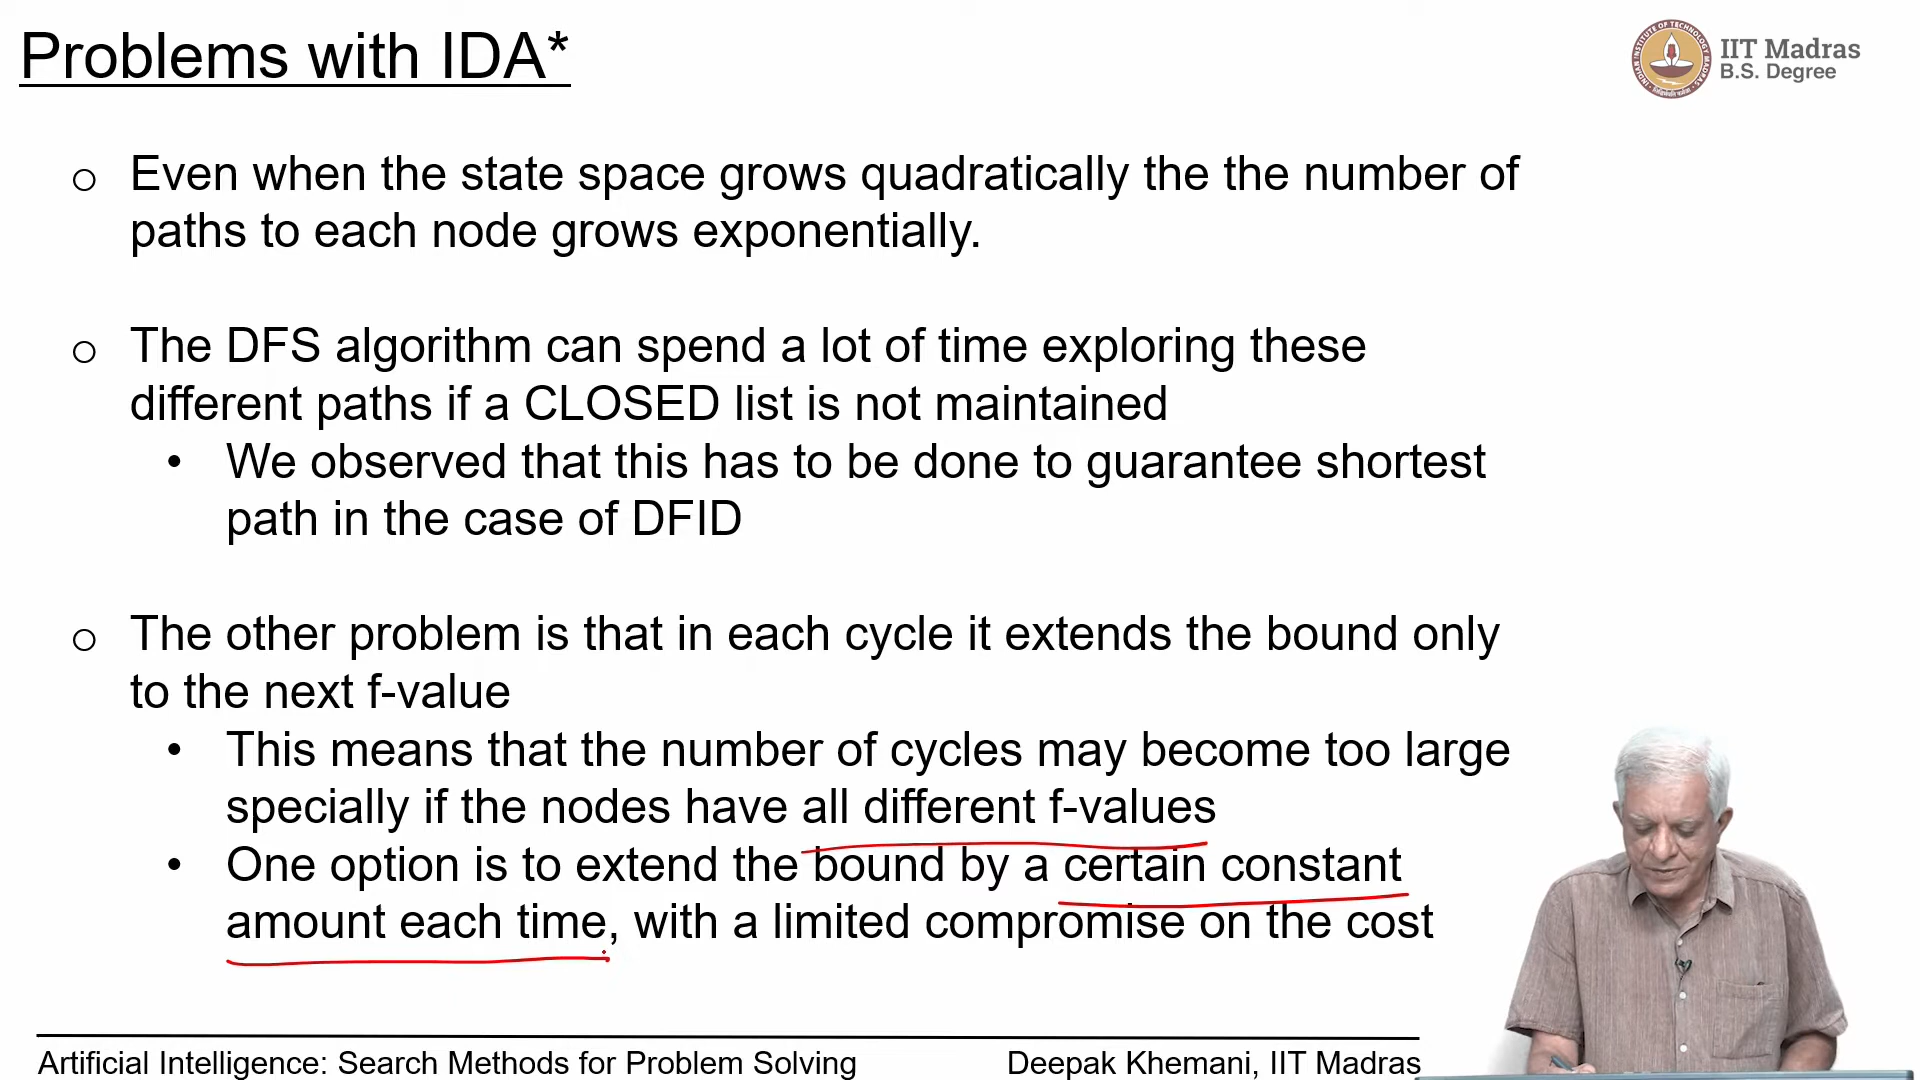 Problems with IDA*
IIT Madras
B.S. Degree
o Even when the state space grows quadratically the the number of
paths to each node grows exponentially.
o The DFS algorithm can spend a lot of time exploring these
different paths if a CLOSED list is not maintained
• We observed that this has to be done to guarantee shortest
path in the case of DFID
o The other problem is that in each cycle it extends the bound only
to the next f-value
• This means that the number of cycles may become too large
specially if the nodes have all different f-values
• One option is to extend the bound by a certain constant
amount each time, with a limited compromise on the cost
Artificial Intelligence: Search Methods for Problem Solving
Deepak Khemani, IIT Madras